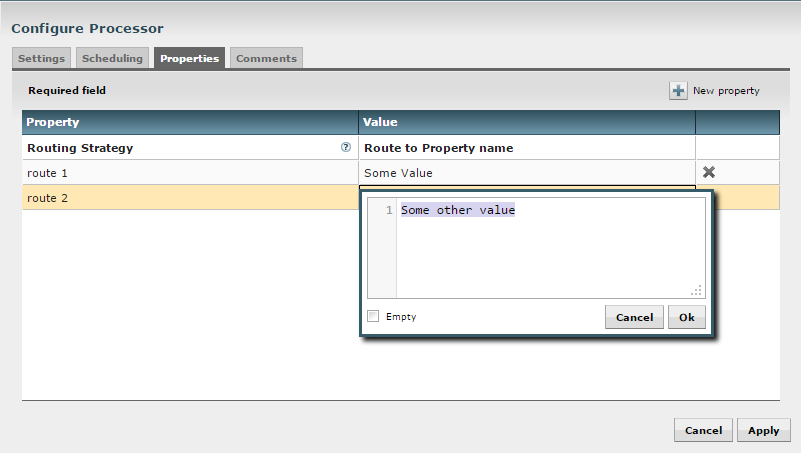 Configure Processor
Settings Scheduling Properties Comments
Required field New property
Property Value
Routing Strategy ? Route to Property name
route 1 Some Value
route 2
1 Some other value
Empty Cancel Ok
Cancel Apply